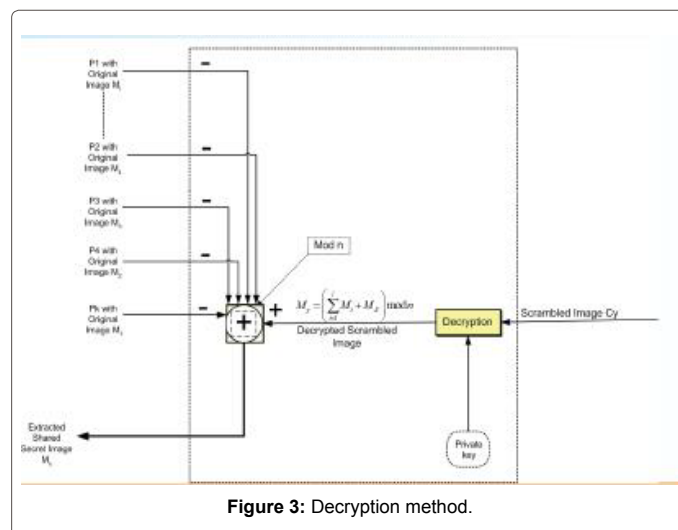 P1 with
Original
Image M
P2 with
Original
Image M
P3 with
Original
Image M
P4 with
Original
Image M
Pk with
Original
Image M
Mod n
Decrypted Scrambled
Image
Decryption
Scrambled Image Cy
Private
key
Extracted
Shared
Secret Image
M
Figure 3: Decryption method.